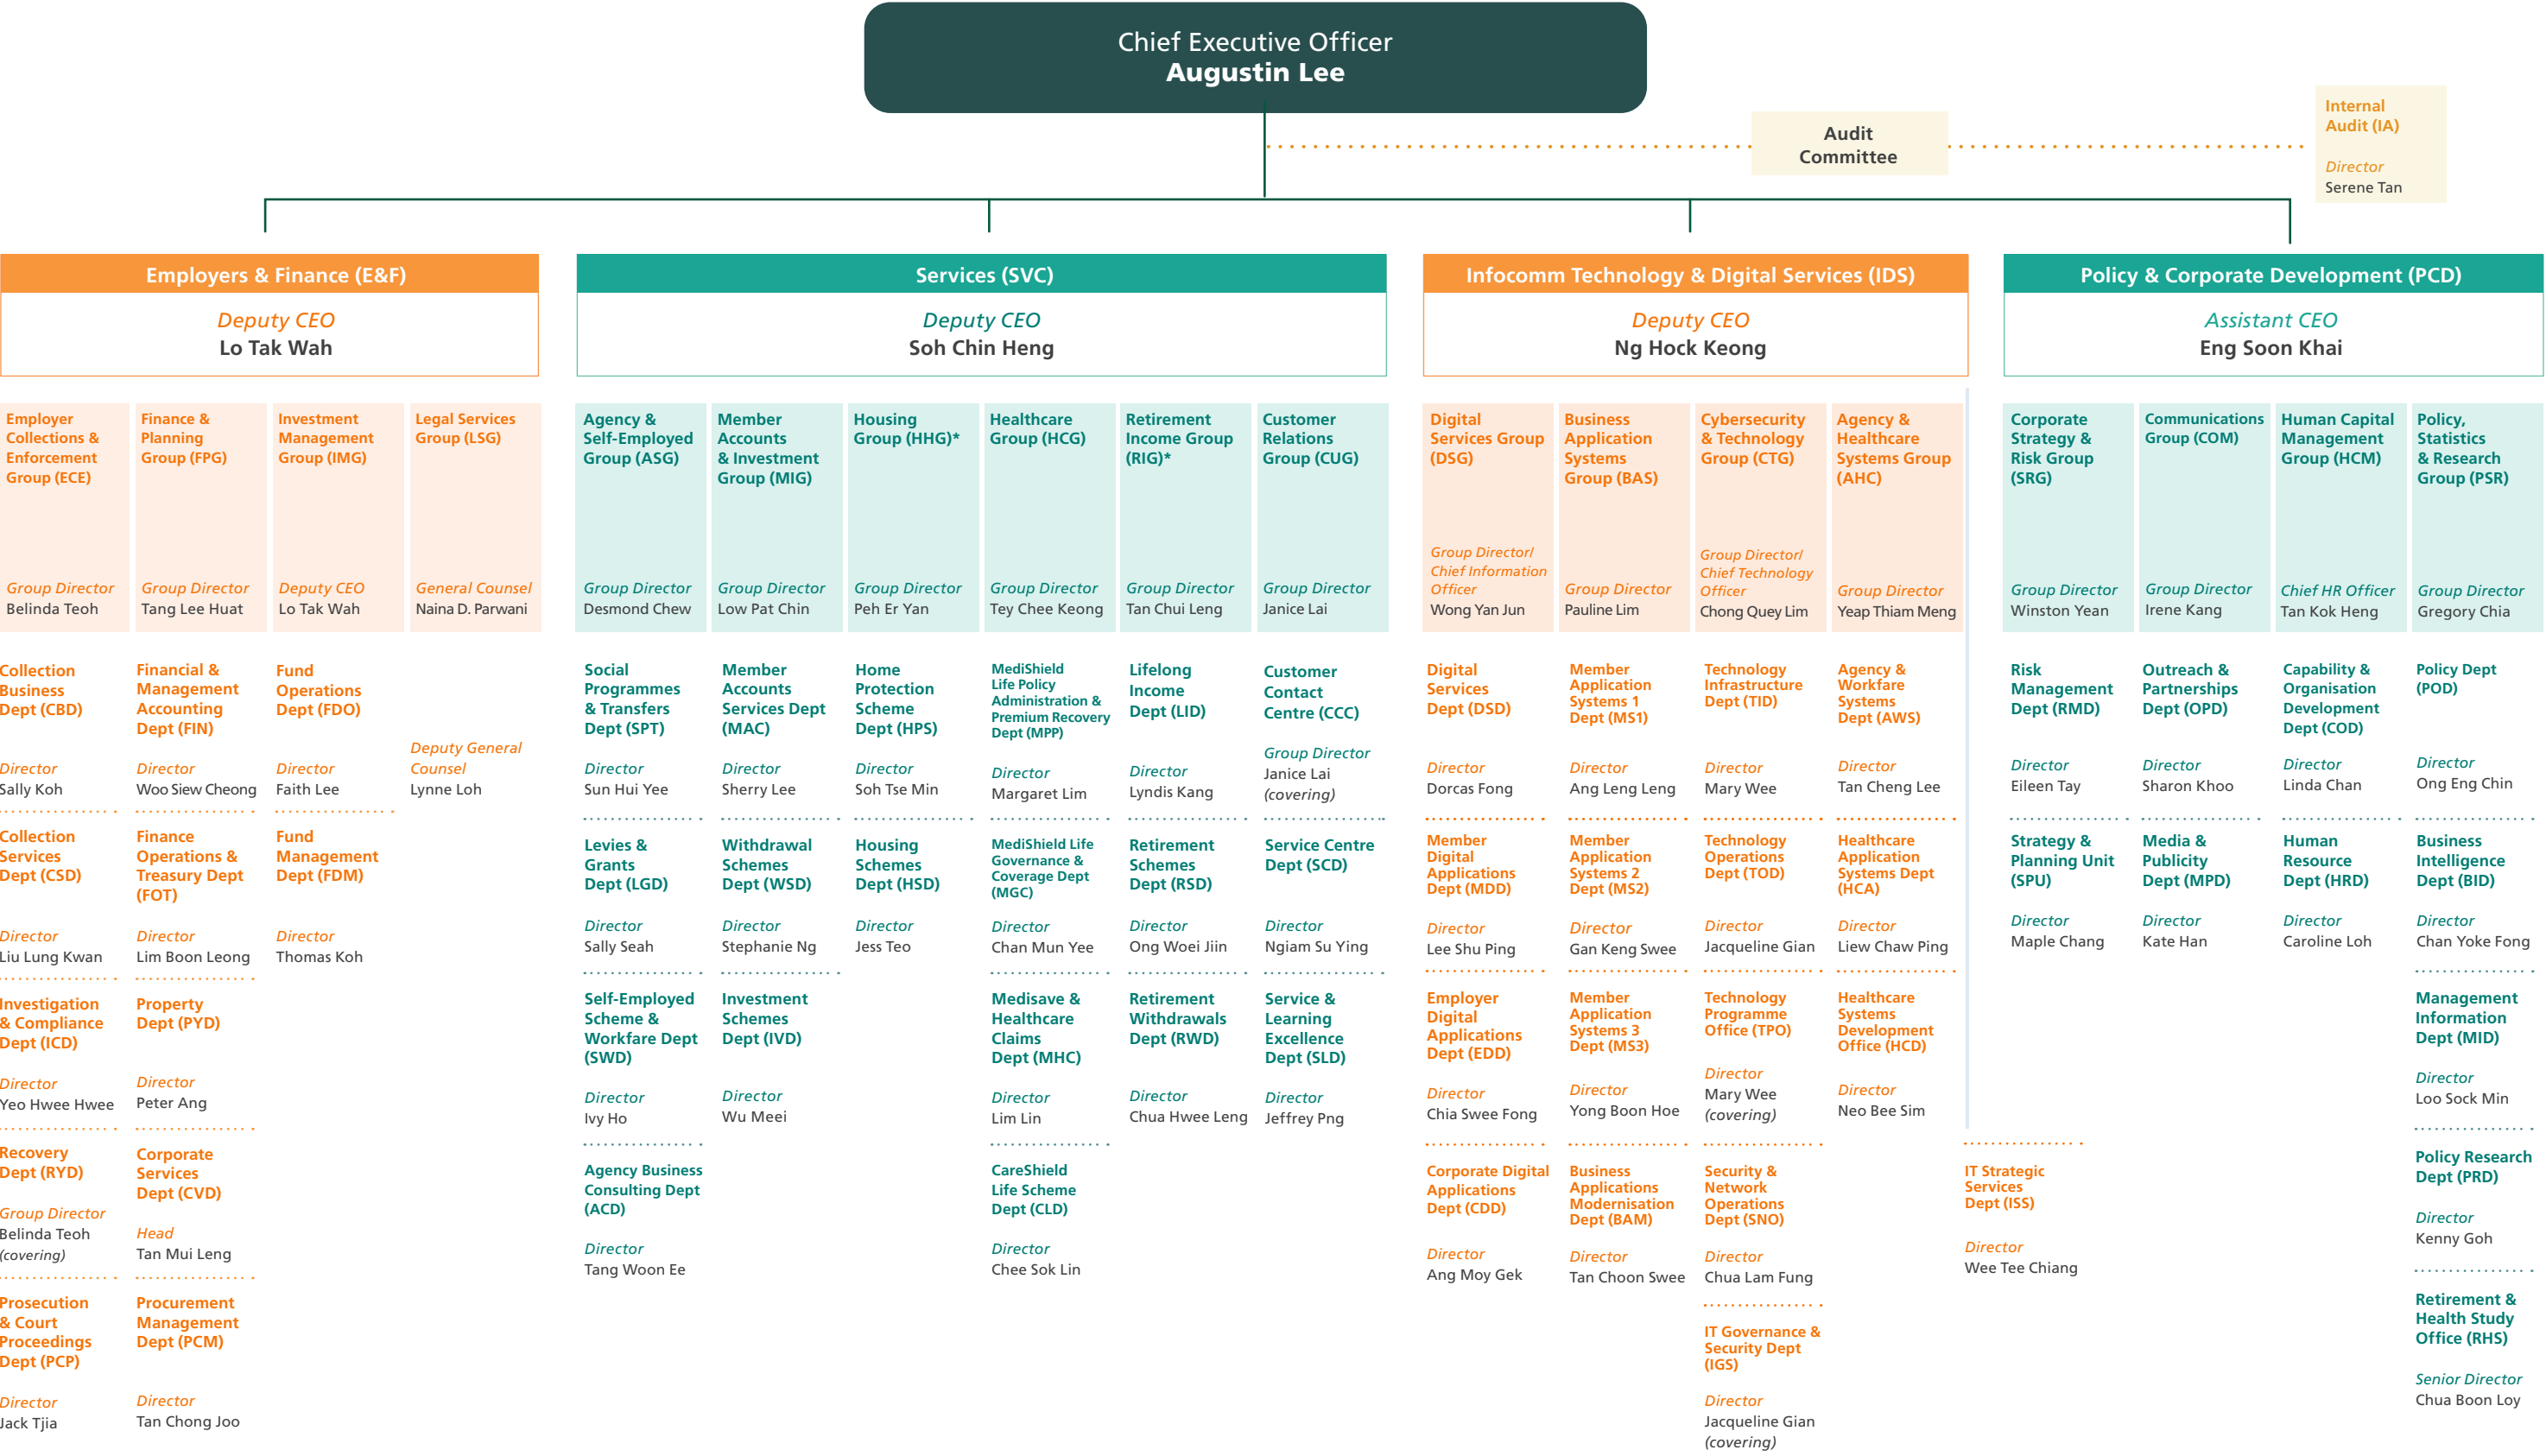 Chief Executive Officer
Augustin Lee
Audit
Committee
Internal
Audit (IA)
Director
Serene Tan
Employers & Finance (E&F)
Deputy CEO
Lo Tak Wah
Employer
Collections &
Enforcement
Group (ECE)
Group Director
Belinda Teoh
Finance &
Planning
Group (FPG)
Group Director
Tang Lee Huat
Investment
Management
Group (IMG)
Deputy CEO
Lo Tak Wah
Legal Services
Group (LSG)
General Counsel
Naina D. Parwani
Collection
Business
Dept (CBD)
Director
Sally Koh
Collection
Services
Dept (CSD)
Director
Liu Lung Kwan
Investigation
& Compliance
Dept (ICD)
Director
Yeo Hwee Hwee
Recovery
Dept (RYD)
Group Director
Belinda Teoh
(covering)
Prosecution
& Court
Proceedings
Dept (PCP)
Director
Jack Tjia
Financial &
Management
Accounting
Dept (FIN)
Director
Woo Siew Cheong
Finance
Operations &
Treasury Dept
(FOT)
Director
Lim Boon Leong
Property
Dept (PYD)
Director
Peter Ang
Corporate
Services
Dept (CVD)
Head
Tan Mui Leng
Procurement
Management
Dept (PCM)
Director
Tan Chong Joo
Fund
Operations
Dept (FDO)
Director
Faith Lee
Fund
Management
Dept (FDM)
Director
Thomas Koh
Deputy General
Counsel
Lynne Loh
Services (SVC)
Deputy CEO
Soh Chin Heng
Agency &
Self-Employed
Group (ASG)
Group Director
Desmond Chew
Member
Accounts
& Investment
Group (MIG)
Group Director
Low Pat Chin
Housing
Group (HHG)*
Group Director
Peh Er Yan
Healthcare
Group (HCG)
Group Director
Tey Chee Keong
Retirement
Income Group
(RIG)*
Group Director
Tan Chui Leng
Customer
Relations
Group (CUG)
Group Director
Janice Lai
Social
Programmes
& Transfers
Dept (SPT)
Director
Sun Hui Yee
Levies &
Grants
Dept (LGD)
Director
Sally Seah
Self-Employed
Scheme &
Workfare Dept
(SWD)
Director
Ivy Ho
Agency Business
Consulting Dept
(ACD)
Director
Tang Woon Ee
Member
Accounts
Services Dept
(MAC)
Director
Sherry Lee
Withdrawal
Schemes
Dept (WSD)
Director
Stephanie Ng
Investment
Schemes
Dept (IVD)
Director
Wu Meei
Home
Protection
Scheme
Dept (HPS)
Director
Soh Tse Min
Housing
Schemes
Dept (HSD)
Director
Jess Teo
MediShield
Life Policy
Administration &
Premium Recovery
Dept (MPP)
Director
Margaret Lim
MediShield Life
Governance &
Coverage Dept
(MGC)
Director
Chan Mun Yee
Medisave &
Healthcare
Claims
Dept (MHC)
Director
Lim Lin
CareShield
Life Scheme
Dept (CLD)
Director
Chee Sok Lin
Lifelong
Income
Dept (LID)
Director
Lyndis Kang
Retirement
Schemes
Dept (RSD)
Director
Ong Woei Jiin
Retirement
Withdrawals
Dept (RWD)
Director
Chua Hwee Leng
Customer
Contact
Centre (CCC)
Group Director
Janice Lai
(covering)
Service Centre
Dept (SCD)
Director
Ngiam Su Ying
Service &
Learning
Excellence
Dept (SLD)
Director
Jeffrey Png
Infocomm Technology & Digital Services (IDS)
Deputy CEO
Ng Hock Keong
Digital
Services Group
(DSG)
Group Director/
Chief Information
Officer
Wong Yan Jun
Business
Application
Systems
Group (BAS)
Group Director
Pauline Lim
Cybersecurity
& Technology
Group (CTG)
Group Director/
Chief Technology
Officer
Chong Quey Lim
Agency &
Healthcare
Systems Group
(AHC)
Group Director
Yeap Thiam Meng
Digital
Services
Dept (DSD)
Director
Dorcas Fong
Member
Digital
Applications
Dept (MDD)
Director
Lee Shu Ping
Employer
Digital
Applications
Dept (EDD)
Director
Chia Swee Fong
Corporate Digital
Applications
Dept (CDD)
Director
Ang Moy Gek
Member
Application
Systems 1
Dept (MS1)
Director
Ang Leng Leng
Member
Application
Systems 2
Dept (MS2)
Director
Gan Keng Swee
Member
Application
Systems 3
Dept (MS3)
Director
Yong Boon Hoe
Business
Applications
Modernisation
Dept (BAM)
Director
Tan Choon Swee
Technology
Infrastructure
Dept (TID)
Director
Mary Wee
Technology
Operations
Dept (TOD)
Director
Jacqueline Gian
Technology
Programme
Office (TPO)
Director
Mary Wee
(covering)
Security &
Network
Operations
Dept (SNO)
Director
Chua Lam Fung
IT Governance &
Security Dept
(IGS)
Director
Jacqueline Gian
(covering)
Agency &
Workfare
Systems
Dept (AWS)
Director
Tan Cheng Lee
Healthcare
Application
Systems Dept
(HCA)
Director
Liew Chaw Ping
Healthcare
Systems
Development
Office (HCD)
Director
Neo Bee Sim
IT Strategic
Services
Dept (ISS)
Director
Wee Tee Chiang
Policy & Corporate Development (PCD)
Assistant CEO
Eng Soon Khai
Corporate
Strategy &
Risk Group
(SRG)
Group Director
Winston Yean
Communications
Group (COM)
Group Director
Irene Kang
Human Capital
Management
Group (HCM)
Chief HR Officer
Tan Kok Heng
Policy,
Statistics
& Research
Group (PSR)
Group Director
Gregory Chia
Risk
Management
Dept (RMD)
Director
Eileen Tay
Strategy &
Planning Unit
(SPU)
Director
Maple Chang
Outreach &
Partnerships
Dept (OPD)
Director
Sharon Khoo
Media &
Publicity
Dept (MPD)
Director
Kate Han
Capability &
Organisation
Development
Dept (COD)
Director
Linda Chan
Human
Resource
Dept (HRD)
Director
Caroline Loh
Policy Dept
(POD)
Director
Ong Eng Chin
Business
Intelligence
Dept (BID)
Director
Chan Yoke Fong
Management
Information
Dept (MID)
Director
Loo Sock Min
Policy Research
Dept (PRD)
Director
Kenny Goh
Retirement &
Health Study
Office (RHS)
Senior Director
Chua Boon Loy